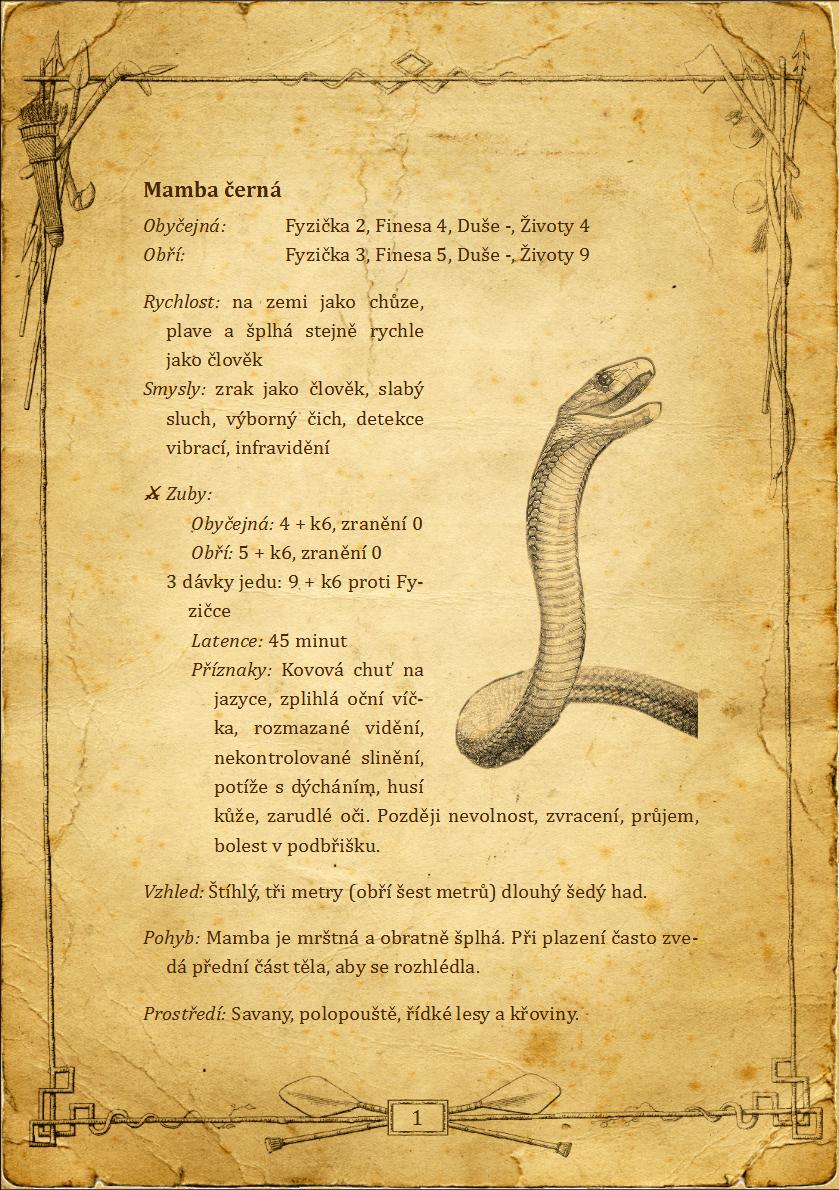 Mamba černá
Obyčejná: Fyzička 2, Finesa 4, Duše -, Životy 4
Obří: Fyzička 3, Finesa 5, Duše -, Životy 9
Rychlost: na zemi jako chůze,
plave a šplhá stejně rychle
jako člověk
Smysly: zrak jako člověk, slabý
sluch, výborný čich, detekce
vibrací, infravidění
⚔ Zuby:
Obyčejná: 4 + k6, zranění 0
Obří: 5 + k6, zranění 0
3 dávky jedu: 9 + k6 proti Fy-
zičce
Latence: 45 minut
Příznaky: Kovová chuť na
jazyce, zplihlá oční víč-
ka, rozmazané vidění,
nekontrolované slinění,
potíže s dýcháním, husí
kůže, zarudlé oči. Později nevolnost, zvracení, průjem,
bolest v podbřišku.
Vzhled: Štíhlý, tři metry (obří šest metrů) dlouhý šedý had.
Pohyb: Mamba je mrštná a obratně šplhá. Při plazení často zve-
dá přední část těla, aby se rozhlédla.
Prostředí: Savany, polopouště, řídké lesy a křoviny.
1